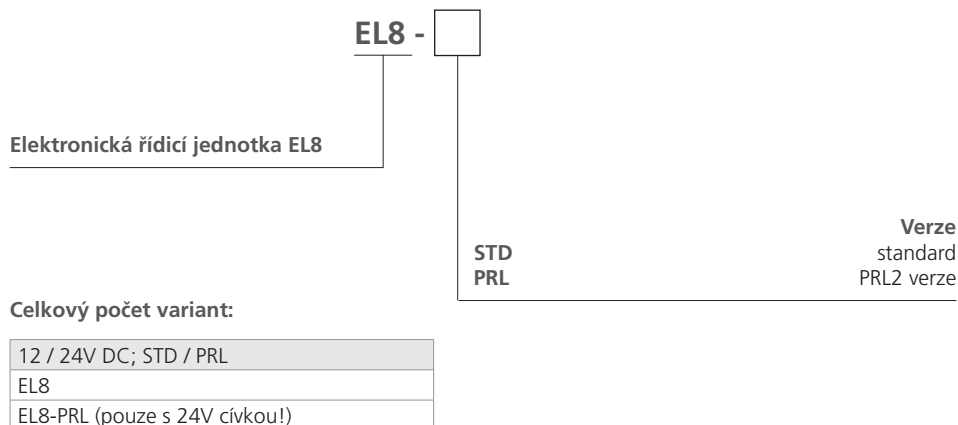 EL8 -
Elektronická řídicí jednotka EL8
Verze
STD standard
PRL PRL2 verze
Celkový počet variant:
12 / 24V DC; STD / PRL
EL8
EL8-PRL (pouze s 24V cívkou!)